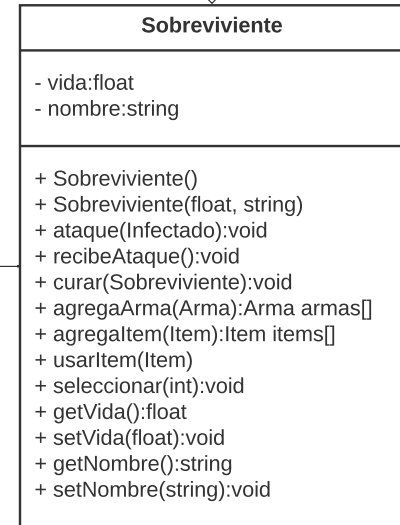 Sobreviviente
- vida:float
- nombre:string
+ Sobreviviente()
+ Sobreviviente(float, string)
+ ataque(Infectado):void
+ recibeAtaque():void
+ curar(Sobreviviente):void
+ agregaArma(Arma):Arma armas[]
+ agregaItem(Item):Item items[]
+ usarItem(Item)
+ seleccionar(int):void
+ getVida():float
+ setVida(float):void
+ getNombre():string
+ setNombre(string):void